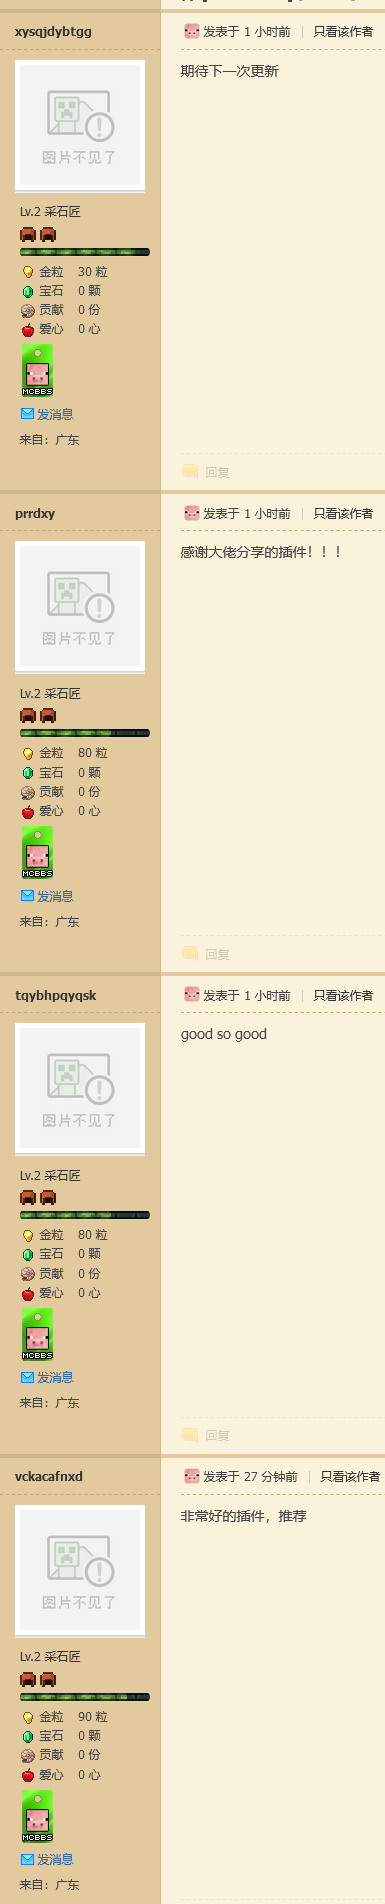 xysqjdybtgg
发表于 1 小时前 | 只看该作者
期待下一次更新
图片不见了
Lv.2 采石匠
金粒 30 粒
宝石 0 颗
贡献 0 份
爱心 0 心
MCBBS
发消息
来自：广东
回复
prrdxy
发表于 1 小时前 | 只看该作者
感谢大佬分享的插件！！！
图片不见了
Lv.2 采石匠
金粒 80 粒
宝石 0 颗
贡献 0 份
爱心 0 心
MCBBS
发消息
来自：广东
回复
tqybhpqyqsk
发表于 1 小时前 | 只看该作者
good so good
图片不见了
Lv.2 采石匠
金粒 80 粒
宝石 0 颗
贡献 0 份
爱心 0 心
MCBBS
发消息
来自：广东
回复
vckacafnxd
发表于 27 分钟前 | 只看该作者
非常好的插件，推荐
图片不见了
Lv.2 采石匠
金粒 90 粒
宝石 0 颗
贡献 0 份
爱心 0 心
MCBBS
发消息
来自：广东